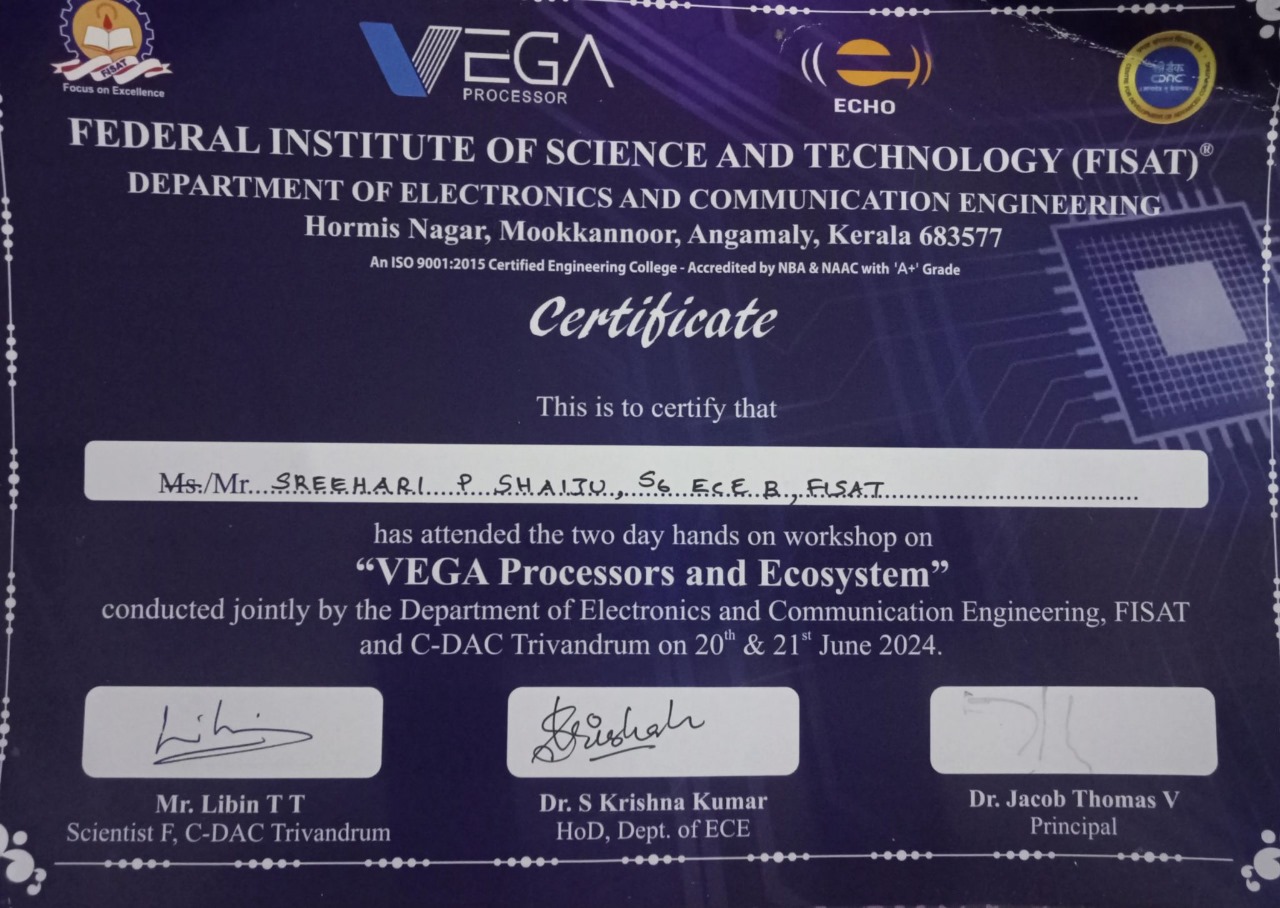 FISAT
Focus on Excellence
VEGA
PROCESSOR
ECHO
CDAC
FEDERAL INSTITUTE OF SCIENCE AND TECHNOLOGY (FISAT)®
DEPARTMENT OF ELECTRONICS AND COMMUNICATION ENGINEERING
Hormis Nagar, Mookkannoor, Angamaly, Kerala 683577
An ISO 9001:2015 Certified Engineering College - Accredited by NBA & NAAC with 'A+' Grade
Certificate
This is to certify that
Ms./Mr. SREEHARI P SHAIJU, S6 ECE B, FISAT
has attended the two day hands on workshop on
“VEGA Processors and Ecosystem”
conducted jointly by the Department of Electronics and Communication Engineering, FISAT
and C-DAC Trivandrum on 20th & 21st June 2024.
Mr. Libin T T
Scientist F, C-DAC Trivandrum
Dr. S Krishna Kumar
HoD, Dept. of ECE
Dr. Jacob Thomas V
Principal